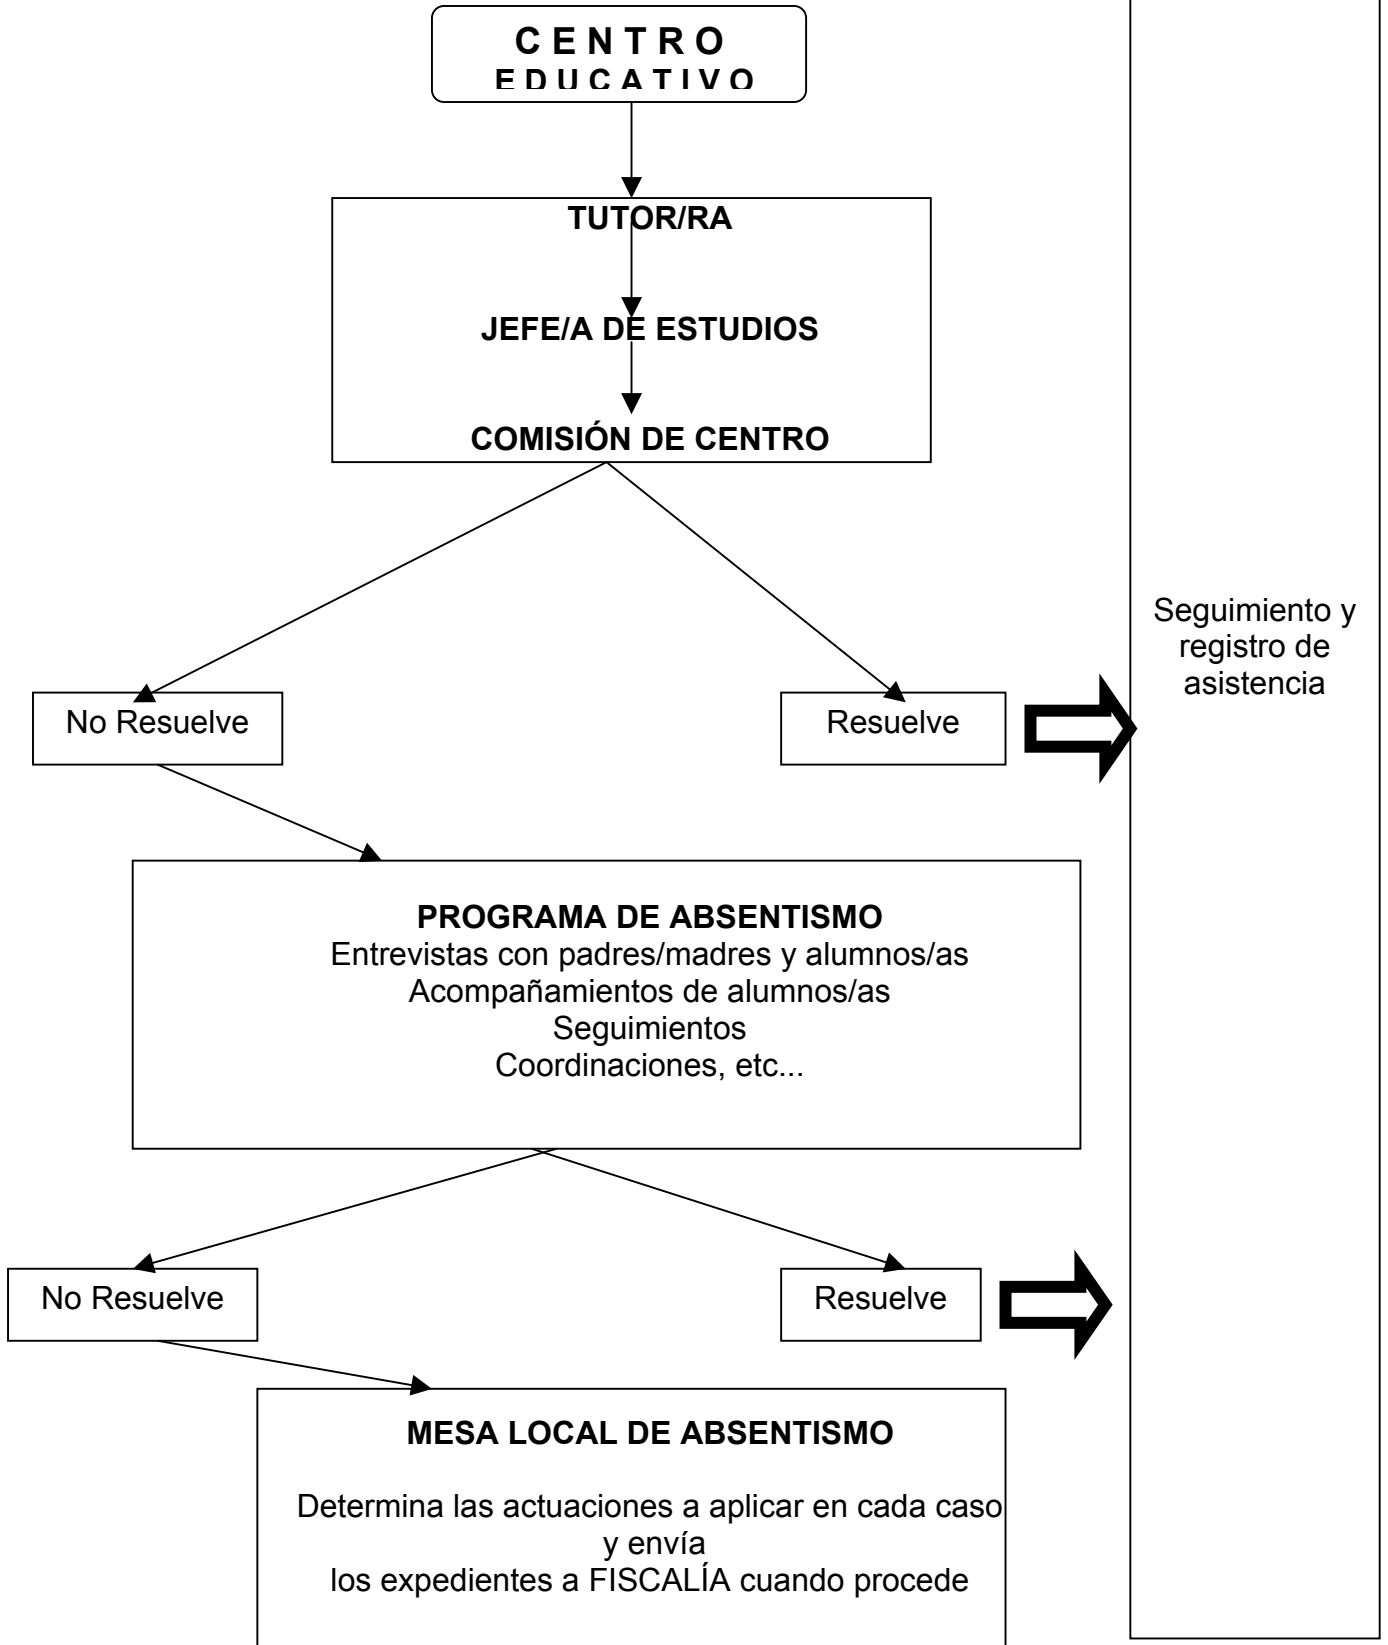 CENTRO
EDUCATIVO
TUTOR/RA
JEFE/A DE ESTUDIOS
COMISIÓN DE CENTRO
Seguimiento y
registro de
asistencia
No Resuelve
Resuelve
PROGRAMA DE ABSENTISMO
Entrevistas con padres/madres y alumnos/as
Acompañamientos de alumnos/as
Seguimientos
Coordinaciones, etc...
No Resuelve
Resuelve
MESA LOCAL DE ABSENTISMO
Determina las actuaciones a aplicar en cada caso
y envía
los expedientes a FISCALÍA cuando procede